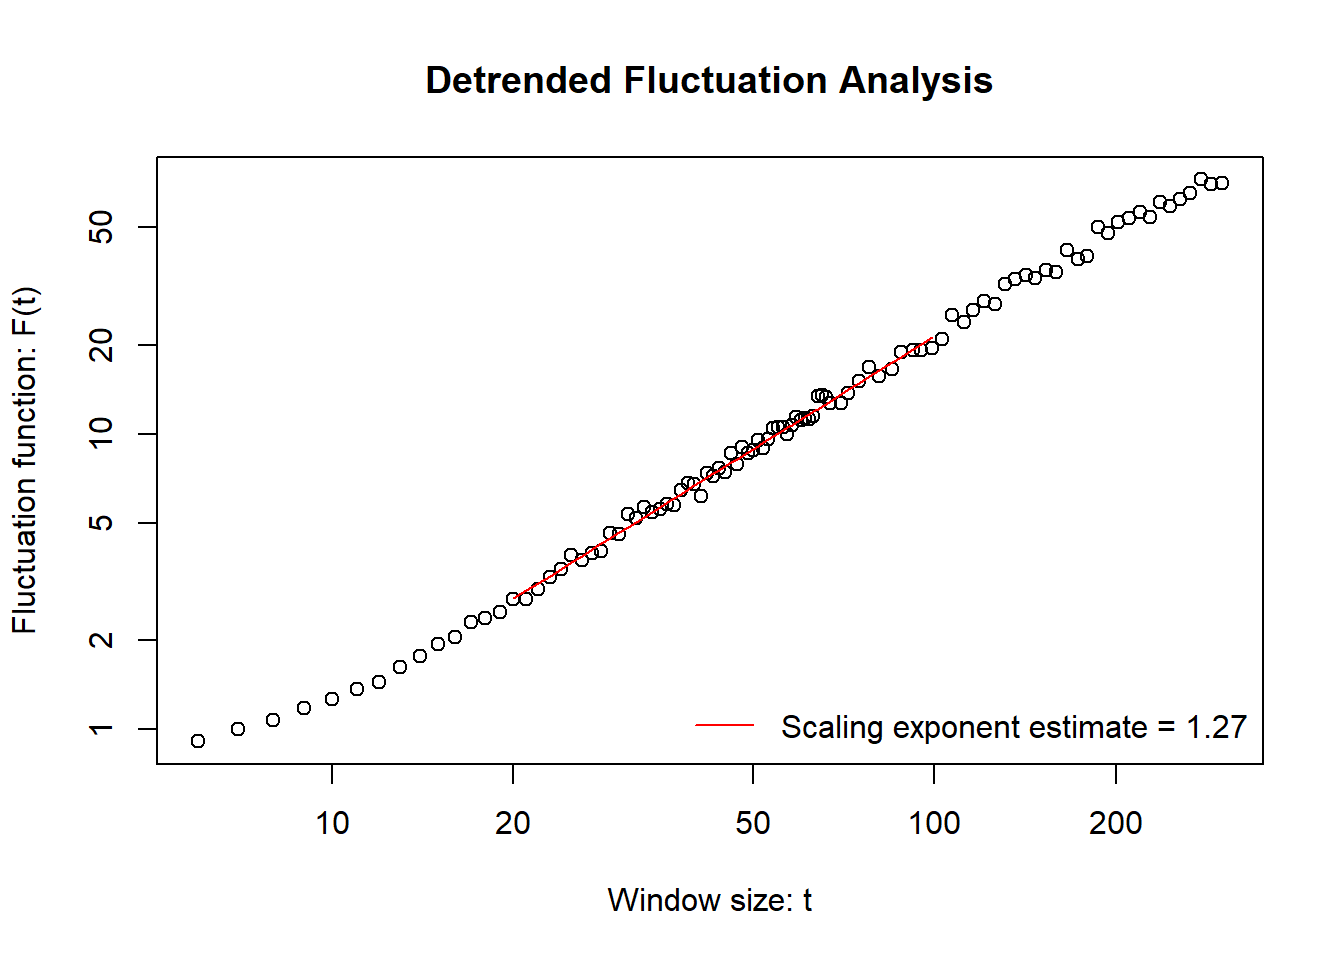 Detrended Fluctuation Analysis
Fluctuation function: F(t)
50
20
10
5
2
1
Scaling exponent estimate = 1.27
10 20 50 100 200
Window size: t